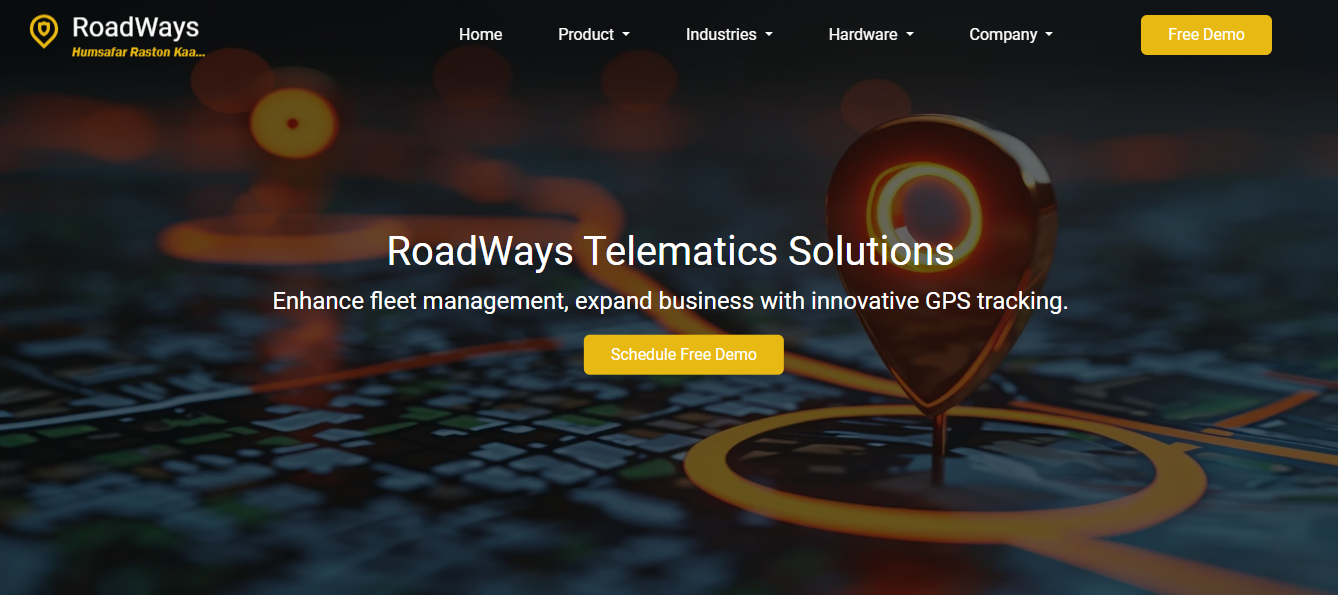 RoadWays
Humsafar Raston Kaa...
Home
Product
Industries
Hardware
Company
Free Demo
RoadWays Telematics Solutions
Enhance fleet management, expand business with innovative GPS tracking.
Schedule Free Demo